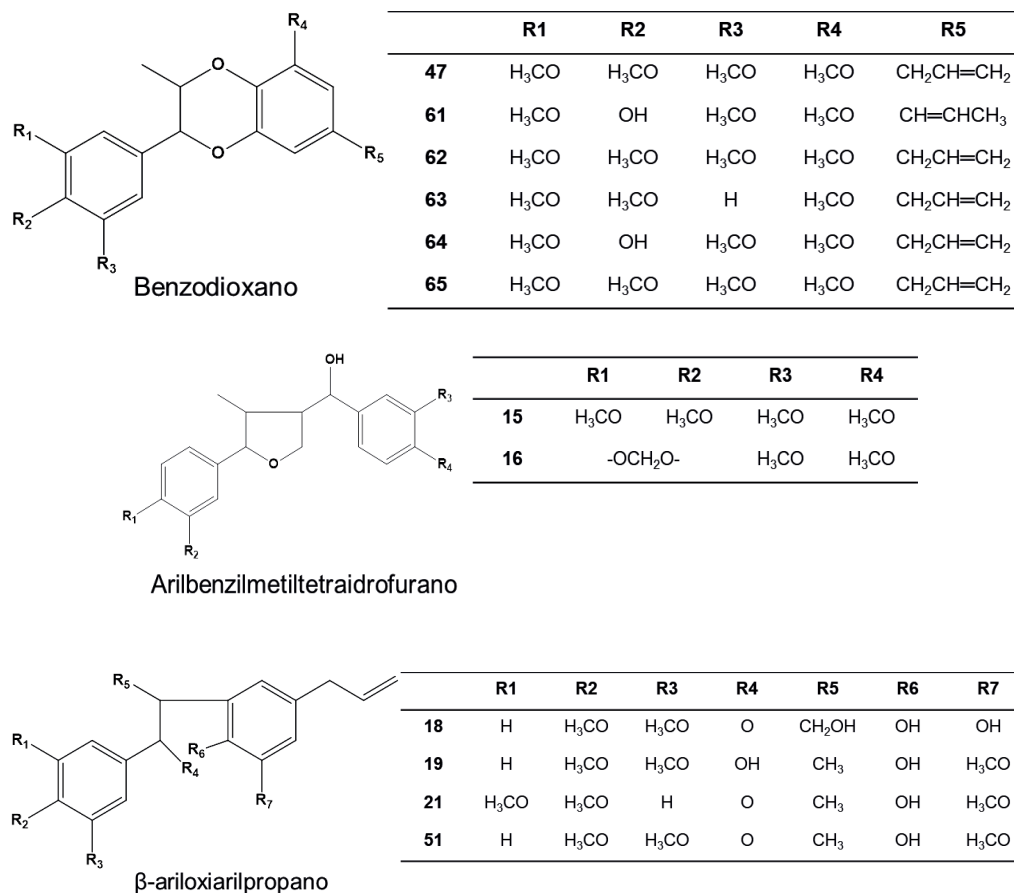 R₄
O
R₁
O
R₅
R₂
R₃
Benzodioxano
R1 R2 R3 R4 R5
47 H₃CO H₃CO H₃CO H₃CO CH₂CH=CH₂
61 H₃CO OH H₃CO H₃CO CH=CHCH₃
62 H₃CO H₃CO H₃CO H₃CO CH₂CH=CH₂
63 H₃CO H₃CO H H₃CO CH₂CH=CH₂
64 H₃CO OH H₃CO H₃CO CH₂CH=CH₂
65 H₃CO H₃CO H₃CO H₃CO CH₂CH=CH₂
OH
R₃
O
R₄
R₁
R₂
Arilbenzilmetiltetraidrofurano
R1 R2 R3 R4
15 H₃CO H₃CO H₃CO H₃CO
16 -OCH₂O- H₃CO H₃CO
R₅
R₁
R₆
R₄
R₇
R₂
R₃
β-ariloxiarilpropano
R1 R2 R3 R4 R5 R6 R7
18 H H₃CO H₃CO O CH₂OH OH OH
19 H H₃CO H₃CO OH CH₃ OH H₃CO
21 H₃CO H₃CO H O CH₃ OH H₃CO
51 H H₃CO H₃CO O CH₃ OH H₃CO